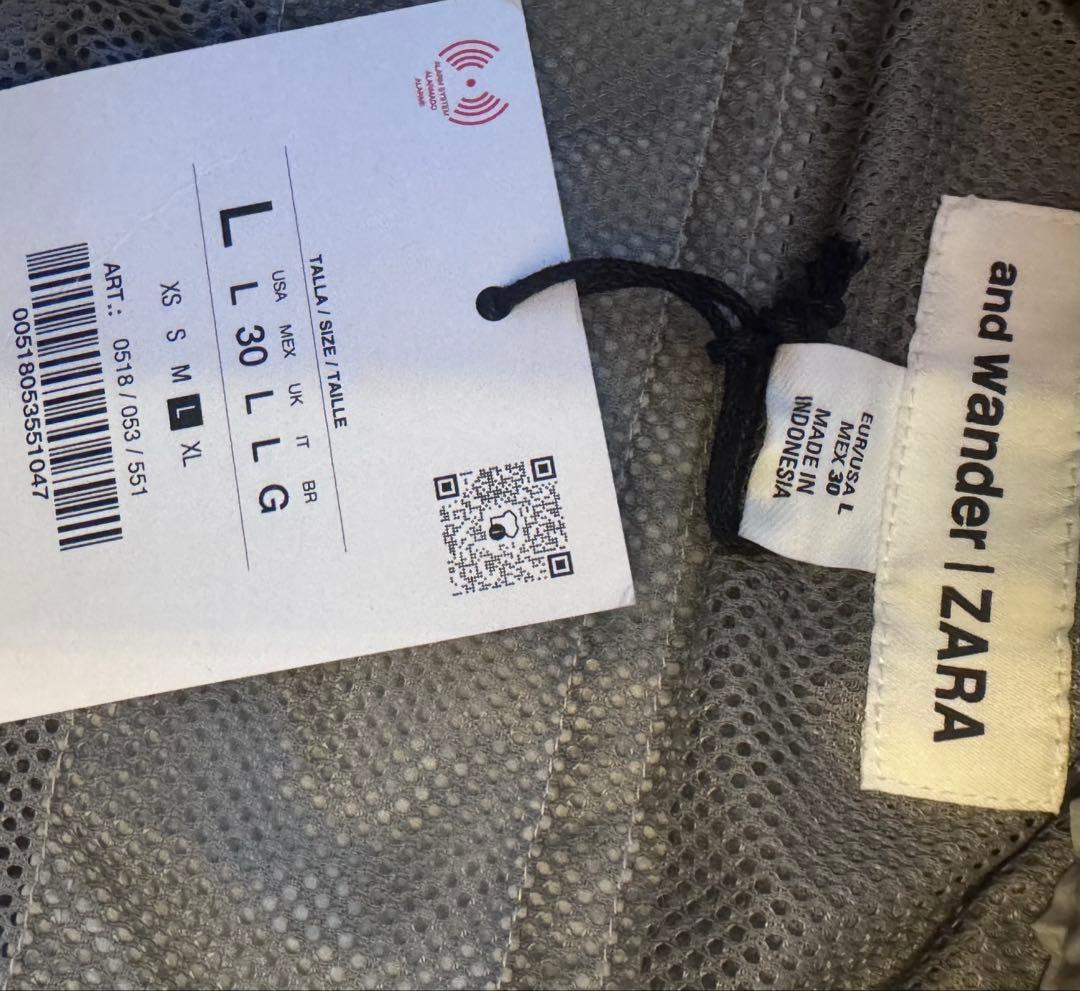 ALARM SYSTEM
ALARMADO
ALARME
TALLA / SIZE / TAILLE
USA MEX UK IT BR
L L 30 L L G
XS S M L XL
ART.: 0518 / 053 / 551
00518053551047
EUR/USA L
MEX 30
MADE IN
INDONESIA
and wander | ZARA